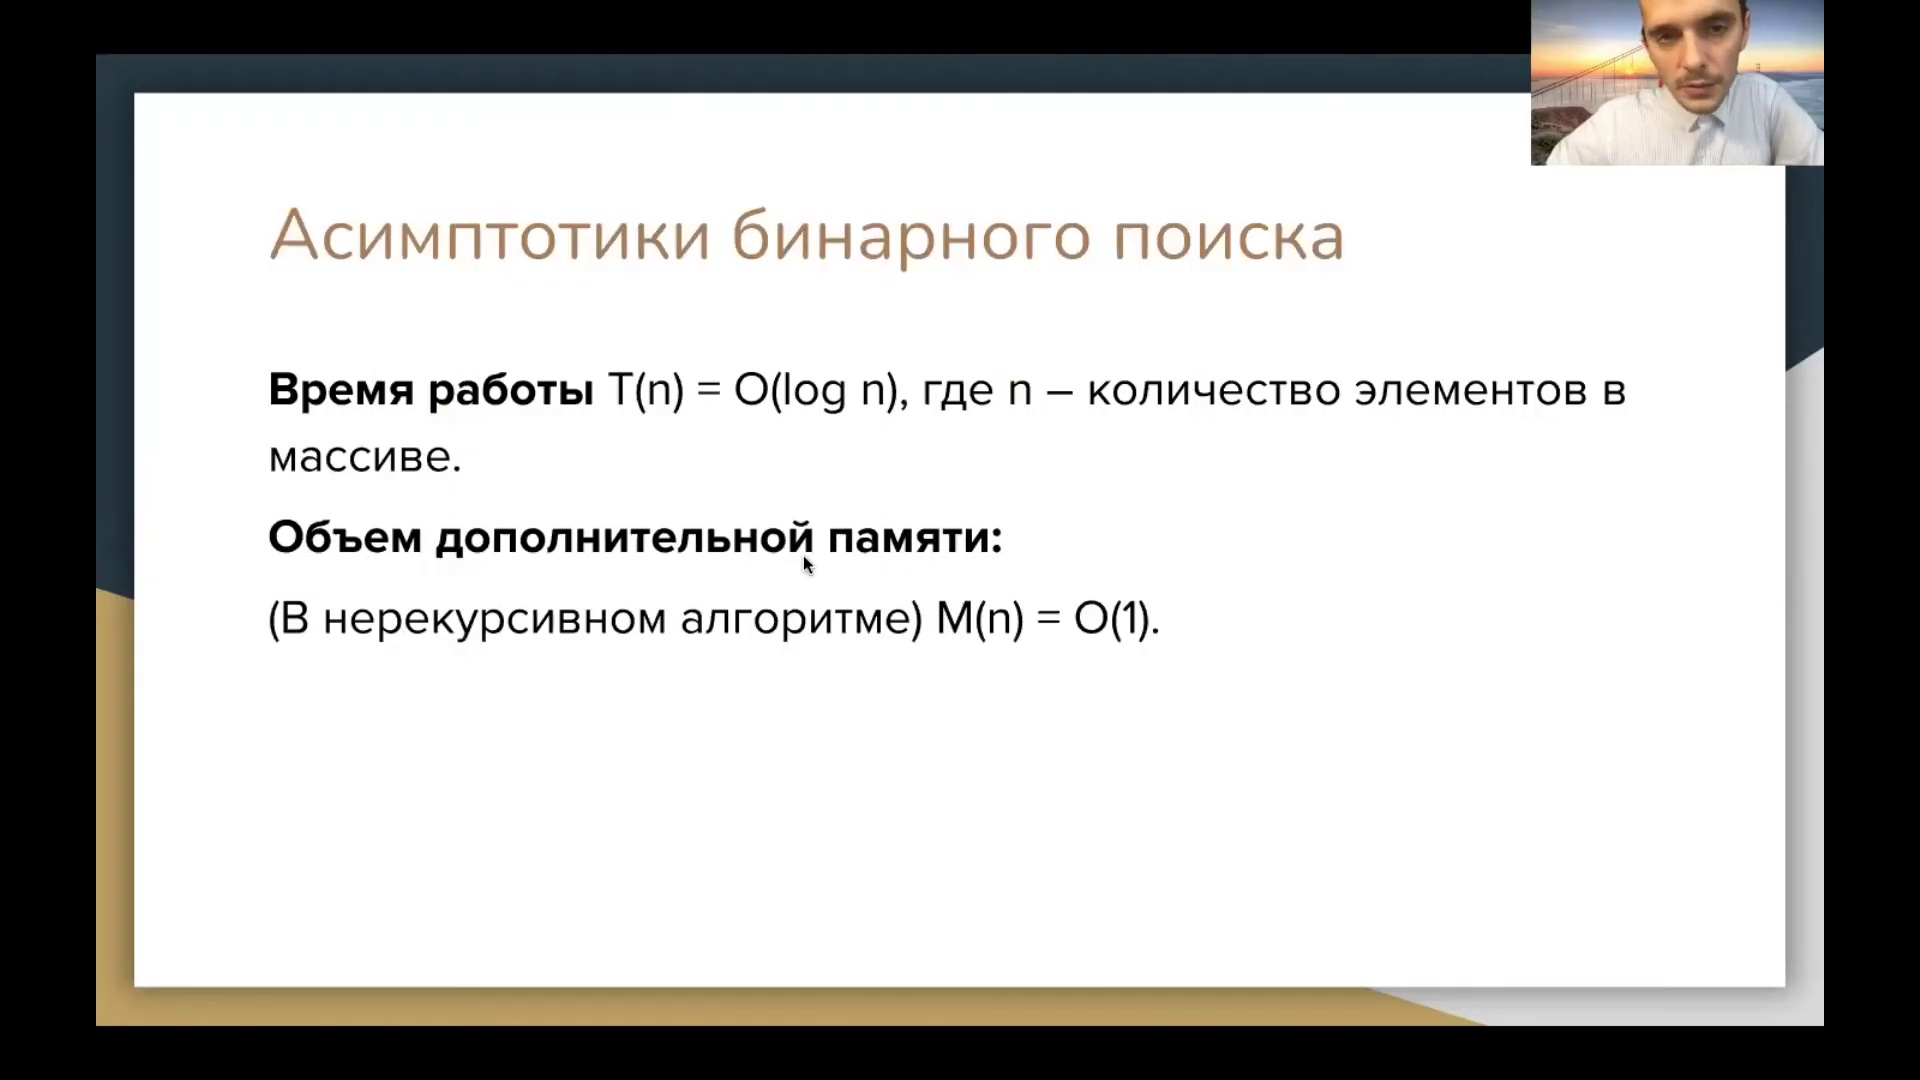 Асимптотики бинарного поиска
Время работы T(n) = O(log n), где n – количество элементов в
массиве.
Объем дополнительной памяти:
(В нерекурсивном алгоритме) M(n) = O(1).